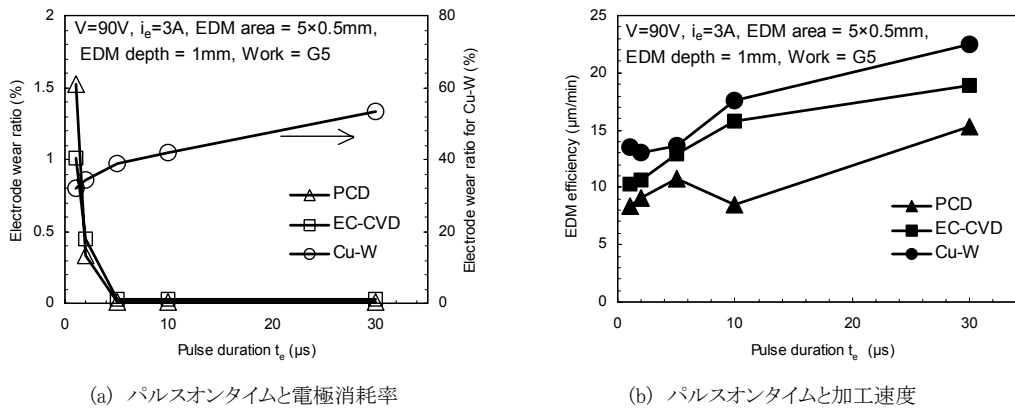 V=90V, ie=3A, EDM area = 5×0.5mm,
EDM depth = 1mm, Work = G5
2
1.5
1
0.5
0
Electrode wear ratio (%)
80
60
40
20
0
Electrode wear ratio for Cu-W (%)
PCD
EC-CVD
Cu-W
0
10
20
30
Pulse duration te (μs)
(a) パルスオンタイムと電極消耗率
V=90V, ie=3A, EDM area = 5×0.5mm,
EDM depth = 1mm, Work = G5
25
20
15
10
5
0
EDM efficiency (μm/min)
PCD
EC-CVD
Cu-W
0
10
20
30
Pulse duration te (μs)
(b) パルスオンタイムと加工速度